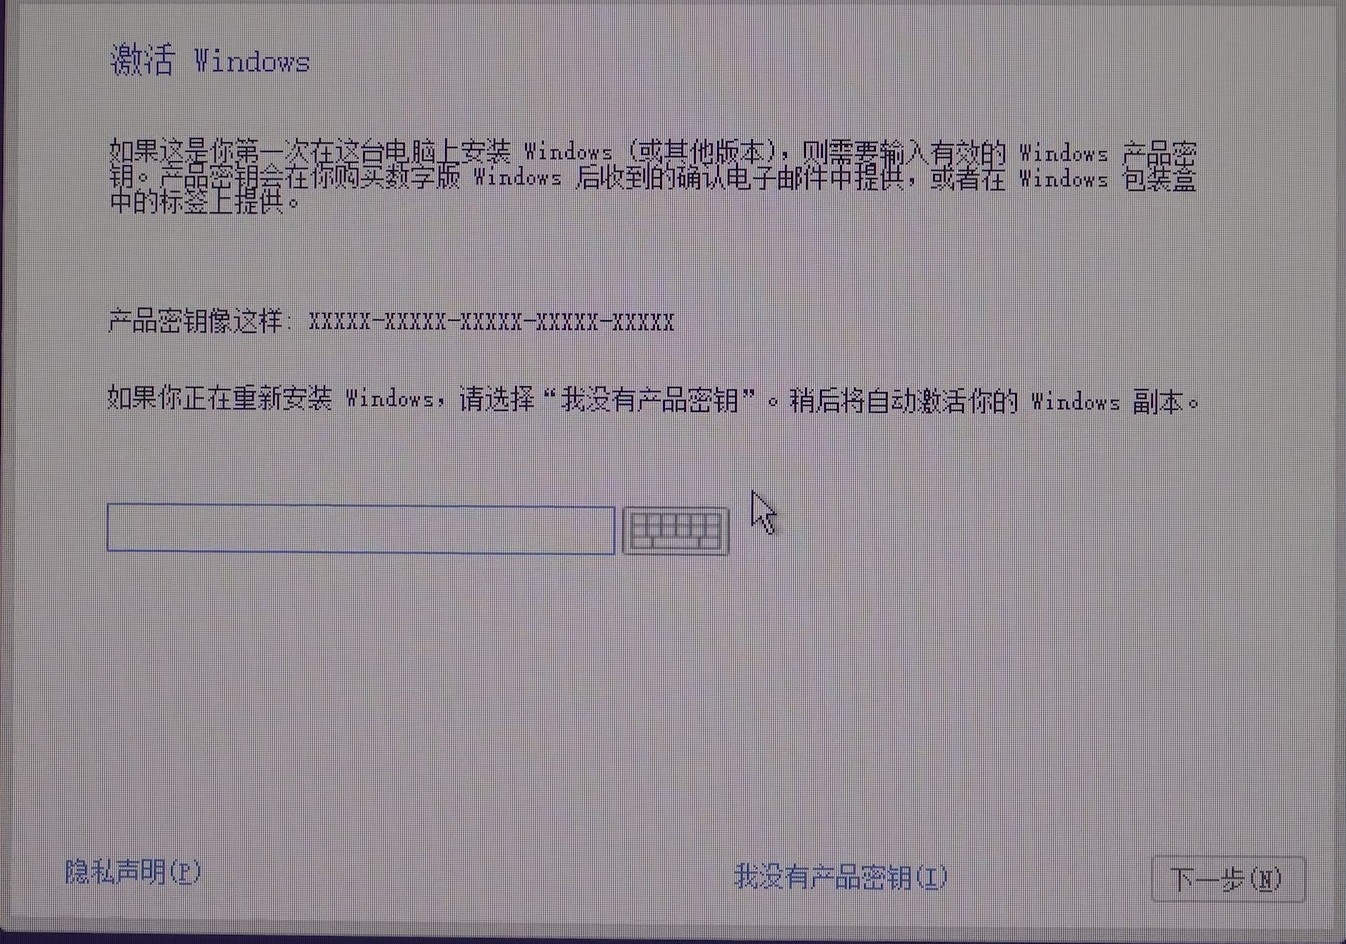 激活 Windows
如果这是你第一次在这台电脑上安装 Windows (或其他版本)，则需要输入有效的 Windows 产品密
钥。产品密钥会在你购买数字版 Windows 后收到的确认电子邮件中提供，或者在 Windows 包装盒
中的标签上提供。
产品密钥像这样: XXXXX-XXXXX-XXXXX-XXXXX-XXXXX
如果你正在重新安装 Windows，请选择“我没有产品密钥”。稍后将自动激活你的 Windows 副本。
隐私声明(P)
我没有产品密钥(I)
下一步(N)